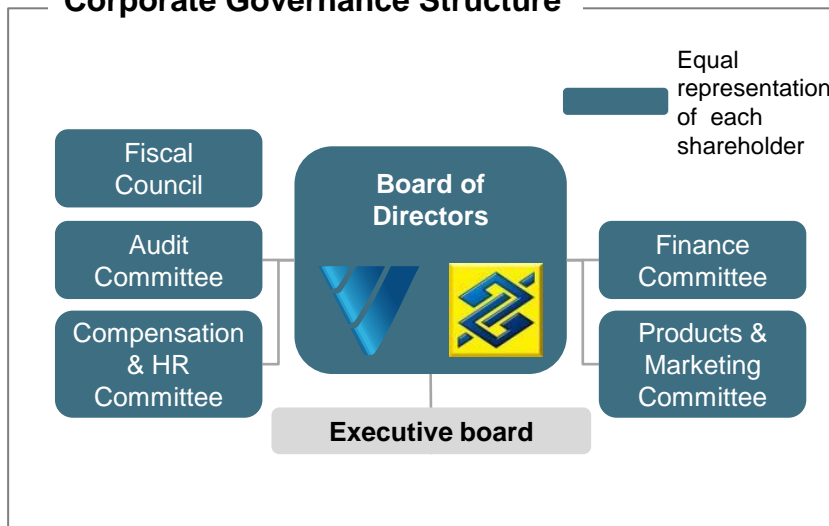 Corporate Governance Structure
Equal
representation
of each
shareholder
Fiscal
Council
Board of
Directors
Audit
Committee
Finance
Committee
Compensation
& HR
Committee
Products &
Marketing
Committee
Executive board